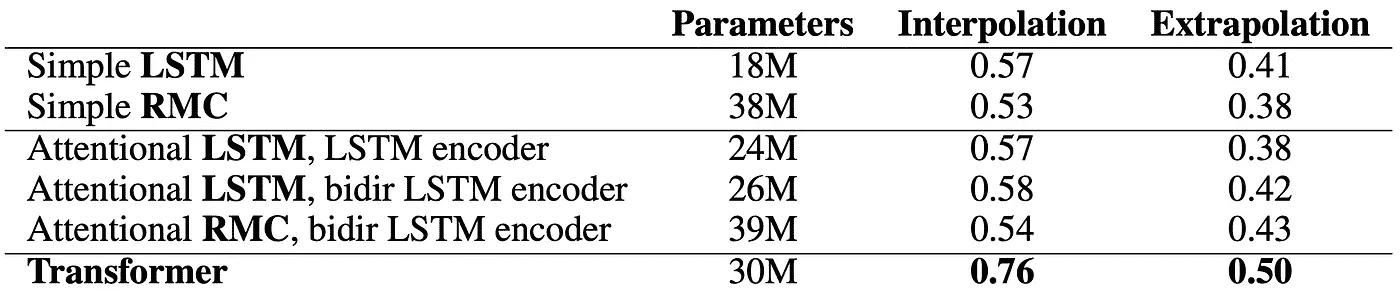 Parameters Interpolation Extrapolation
Simple LSTM 18M 0.57 0.41
Simple RMC 38M 0.53 0.38
Attentional LSTM, LSTM encoder 24M 0.57 0.38
Attentional LSTM, bidir LSTM encoder 26M 0.58 0.42
Attentional RMC, bidir LSTM encoder 39M 0.54 0.43
Transformer 30M 0.76 0.50